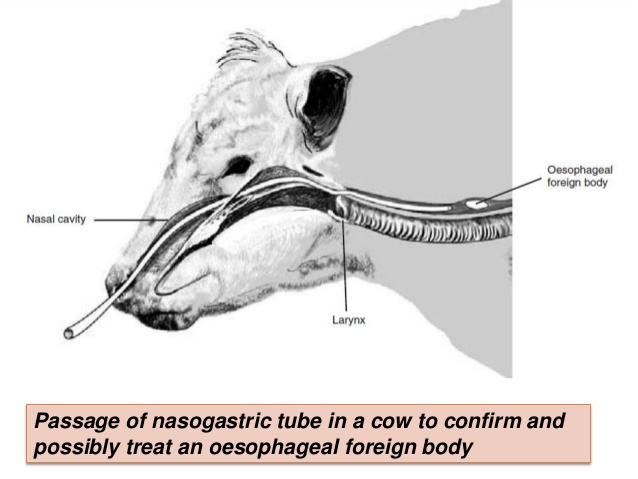 Oesophageal
foreign body
Nasal cavity
Larynx
Passage of nasogastric tube in a cow to confirm and
possibly treat an oesophageal foreign body